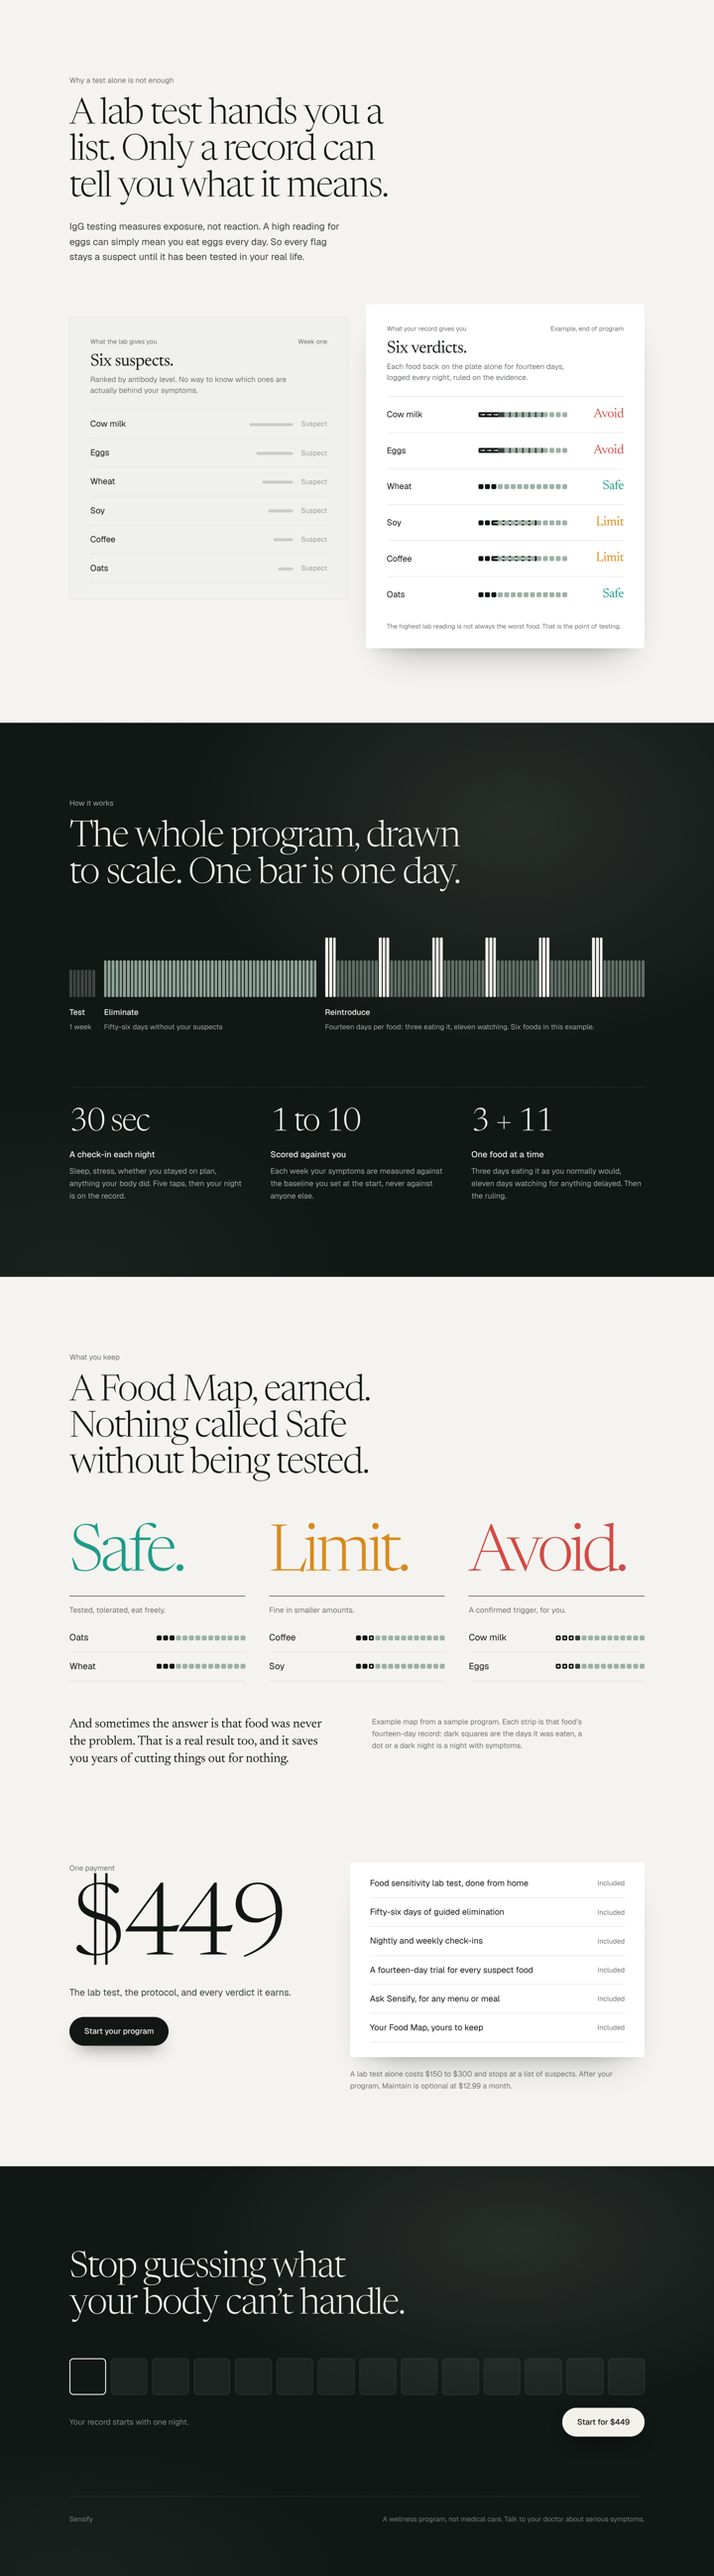 Why a test alone is not enough
A lab test hands you a
list. Only a record can
tell you what it means.
IgG testing measures exposure, not reaction. A high reading for
eggs can simply mean you eat eggs every day. So every flag
stays a suspect until it has been tested in your real life.
What the lab gives you
Week one
Six suspects.
Ranked by antibody level. No way to know which ones are
actually behind your symptoms.
Cow milk Suspect
Eggs Suspect
Wheat Suspect
Soy Suspect
Coffee Suspect
Oats Suspect
What your record gives you
Example, end of program
Six verdicts.
Each food back on the plate alone for fourteen days,
logged every night, ruled on the evidence.
Cow milk Avoid
Eggs Avoid
Wheat Safe
Soy Limit
Coffee Limit
Oats Safe
The highest lab reading is not always the worst food. That is the point of testing.
How it works
The whole program, drawn
to scale. One bar is one day.
Test
1 week
Eliminate
Fifty-six days without your suspects
Reintroduce
Fourteen days per food: three eating it, eleven watching. Six foods in this example.
30 sec
A check-in each night
Sleep, stress, whether you stayed on plan,
anything your body did. Five taps, then your night
is on the record.
1 to 10
Scored against you
Each week your symptoms are measured against
the baseline you set at the start, never against
anyone else.
3 + 11
One food at a time
Three days eating it as you normally would,
eleven days watching for anything delayed. Then
the ruling.
What you keep
A Food Map, earned.
Nothing called Safe
without being tested.
Safe.
Tested, tolerated, eat freely.
Oats
Wheat
Limit.
Fine in smaller amounts.
Coffee
Soy
Avoid.
A confirmed trigger, for you.
Cow milk
Eggs
And sometimes the answer is that food was never
the problem. That is a real result too, and it saves
you years of cutting things out for nothing.
Example map from a sample program. Each strip is that food's
fourteen-day record: dark squares are the days it was eaten, a
dot or a dark night is a night with symptoms.
One payment
$449
The lab test, the protocol, and every verdict it earns.
Start your program
Food sensitivity lab test, done from home Included
Fifty-six days of guided elimination Included
Nightly and weekly check-ins Included
A fourteen-day trial for every suspect food Included
Ask Sensify, for any menu or meal Included
Your Food Map, yours to keep Included
A lab test alone costs $150 to $300 and stops at a list of suspects. After your
program, Maintain is optional at $12.99 a month.
Stop guessing what
your body can't handle.
Your record starts with one night.
Start for $449
Sensify
A wellness program, not medical care. Talk to your doctor about serious symptoms.